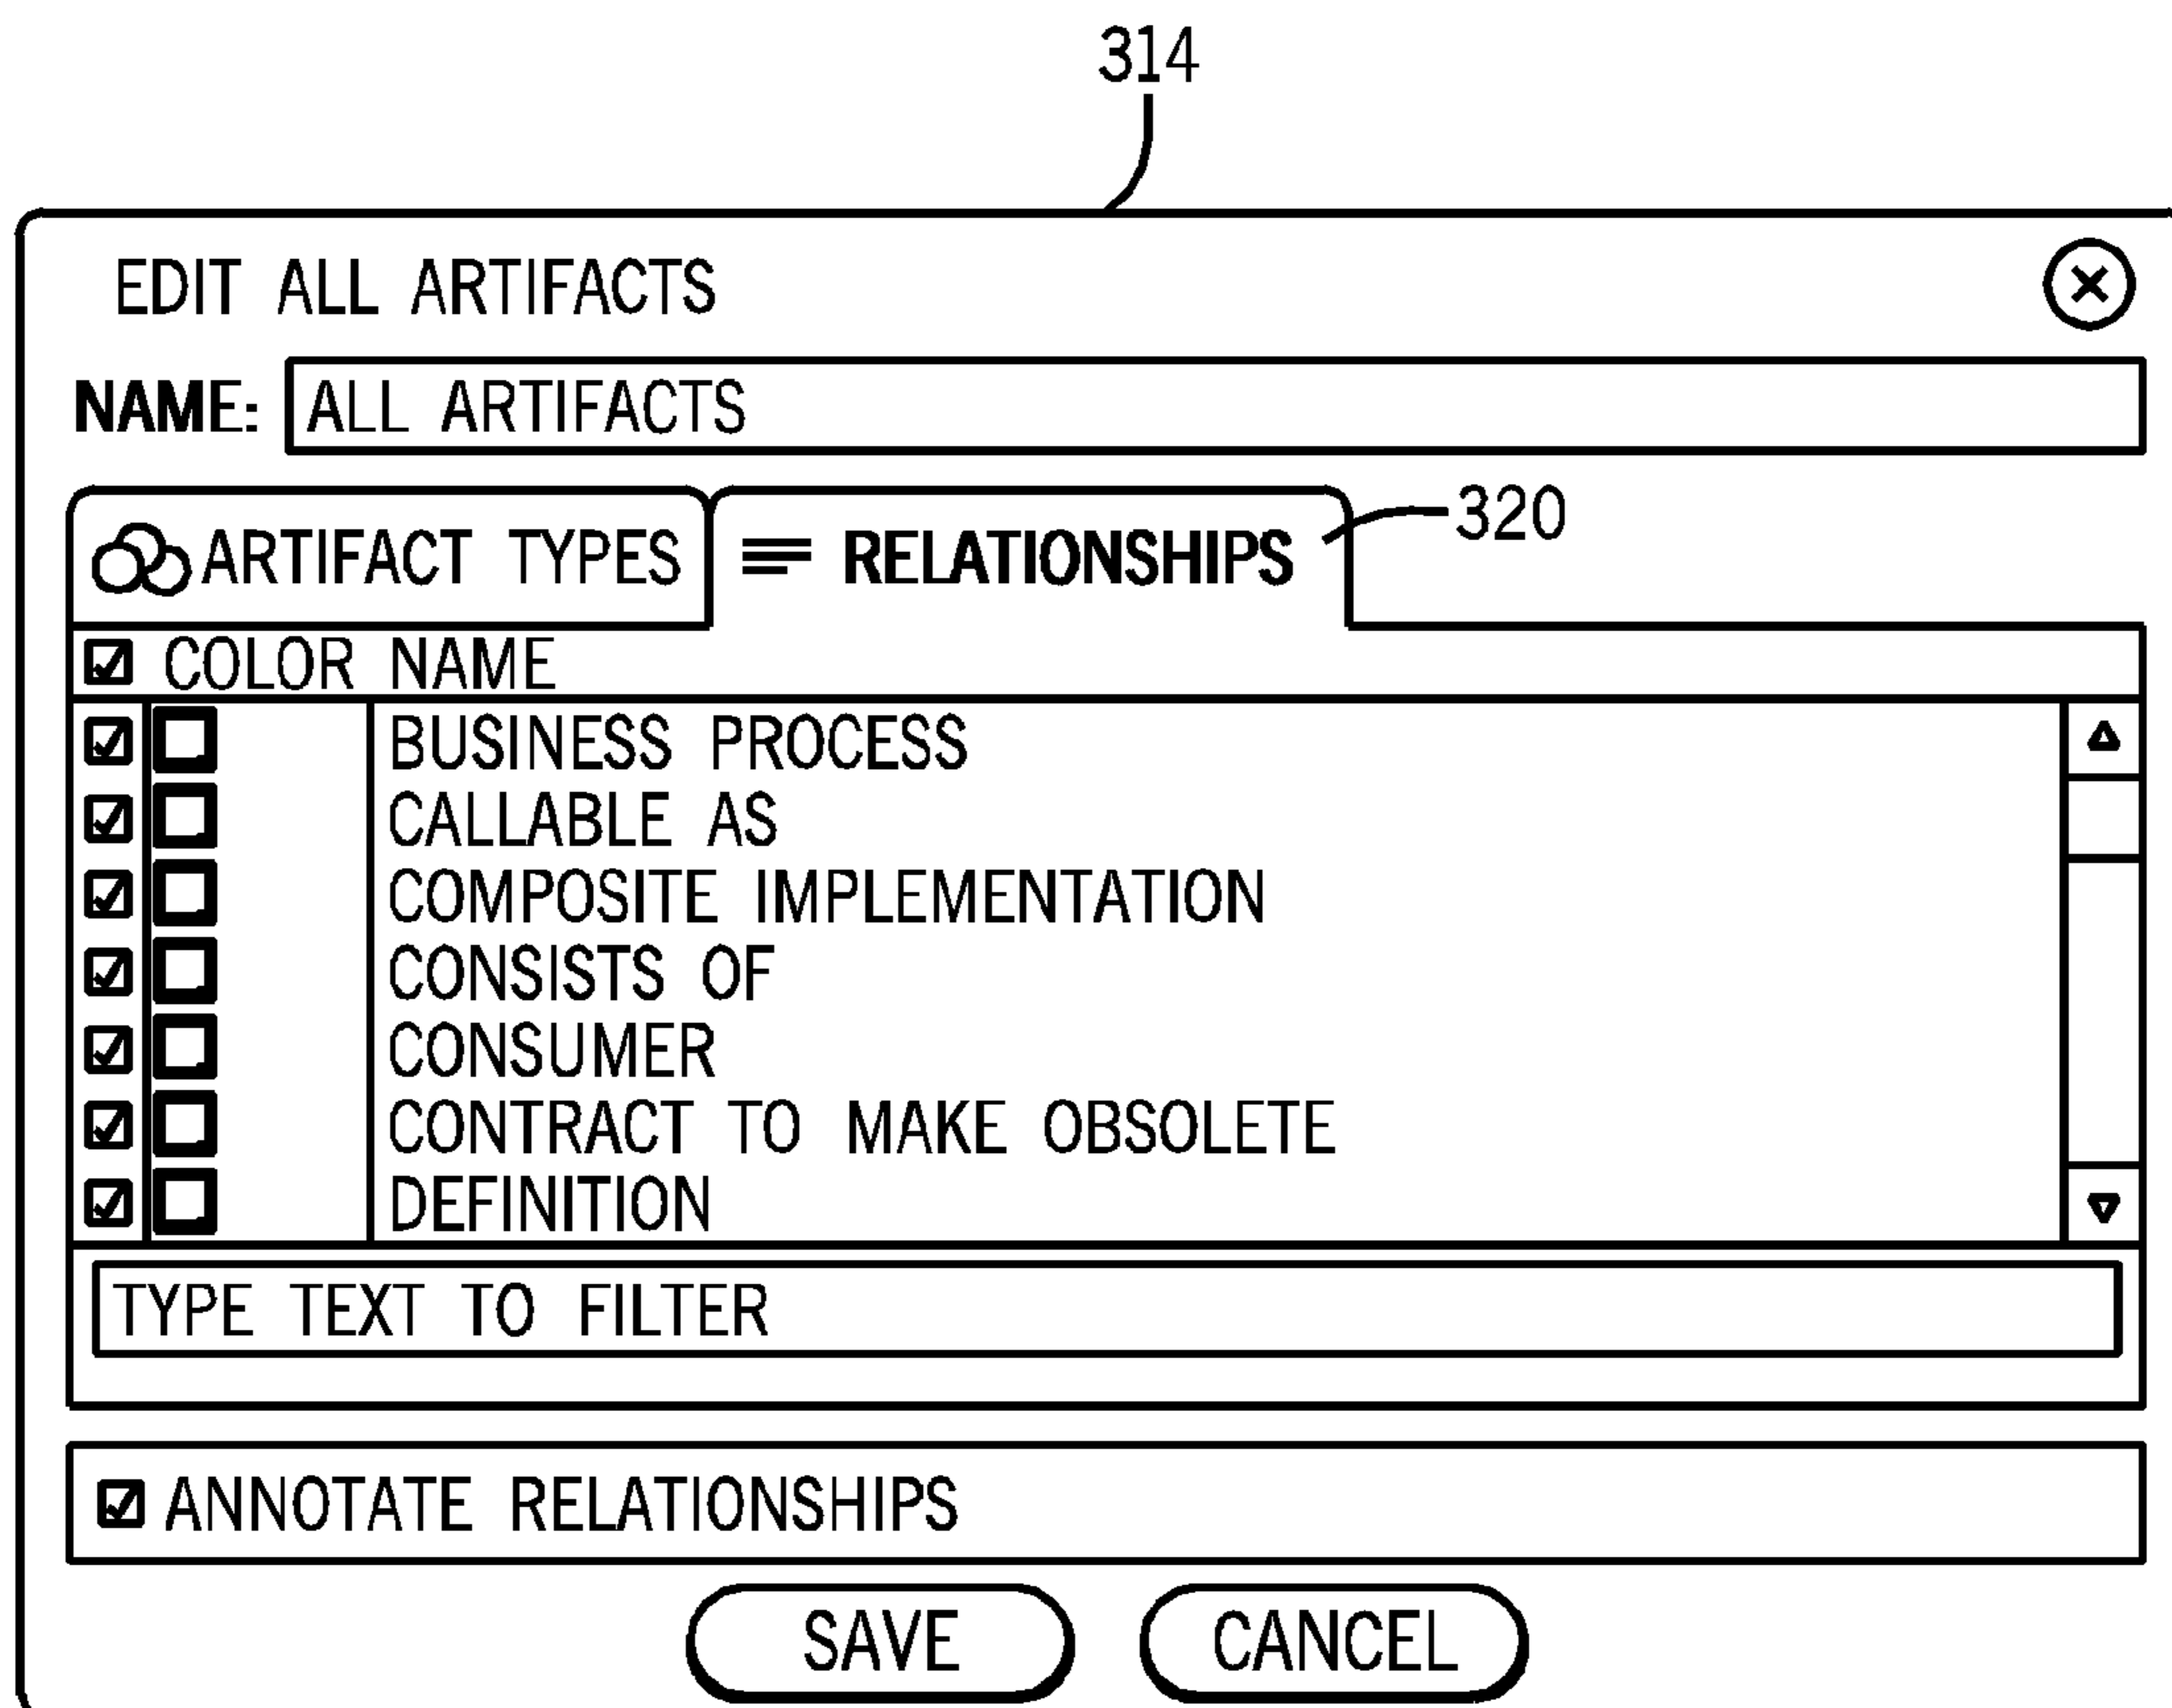 314
EDIT ALL ARTIFACTS
NAME: ALL ARTIFACTS
ARTIFACT TYPES RELATIONSHIPS 320
COLOR NAME
BUSINESS PROCESS
CALLABLE AS
COMPOSITE IMPLEMENTATION
CONSISTS OF
CONSUMER
CONTRACT TO MAKE OBSOLETE
DEFINITION
TYPE TEXT TO FILTER
ANNOTATE RELATIONSHIPS
SAVE CANCEL